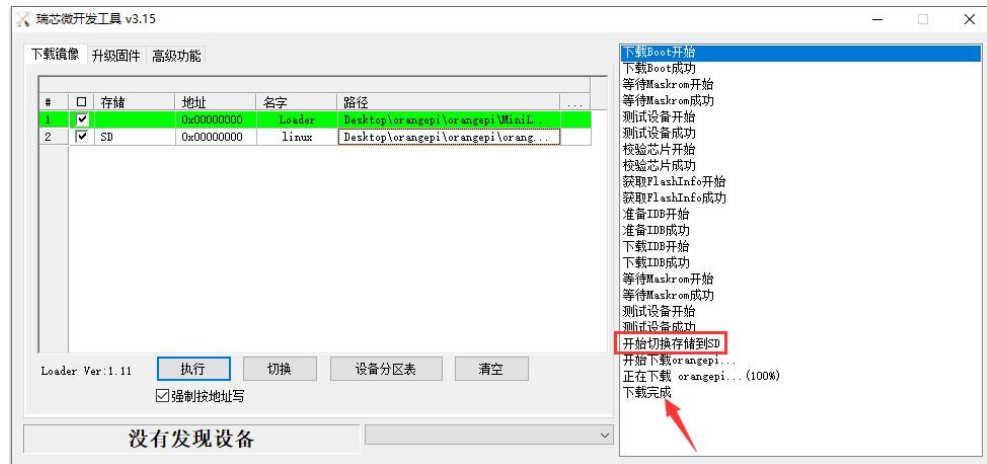 瑞芯微开发工具 v3.15
下载镜像 升级固件 高级功能
# 存储 地址 名字 路径 ...
1 0x00000000 Loader Desktop\orangepi\orangepi\MiniL...
2 SD 0x00000000 linux Desktop\orangepi\orangepi\orang...
Loader Ver:1.11 执行 切换 设备分区表 清空
强制按地址写
没有发现设备
下载Boot开始
下载Boot成功
等待Maskrom开始
等待Maskrom成功
测试设备开始
测试设备成功
校验芯片开始
校验芯片成功
获取FlashInfo开始
获取FlashInfo成功
准备IDB开始
准备IDB成功
下载IDB开始
下载IDB成功
等待Maskrom开始
等待Maskrom成功
测试设备开始
测试设备成功
开始切换存储到SD
开始下载orangepi...
正在下载 orangepi...(100%)
下载完成